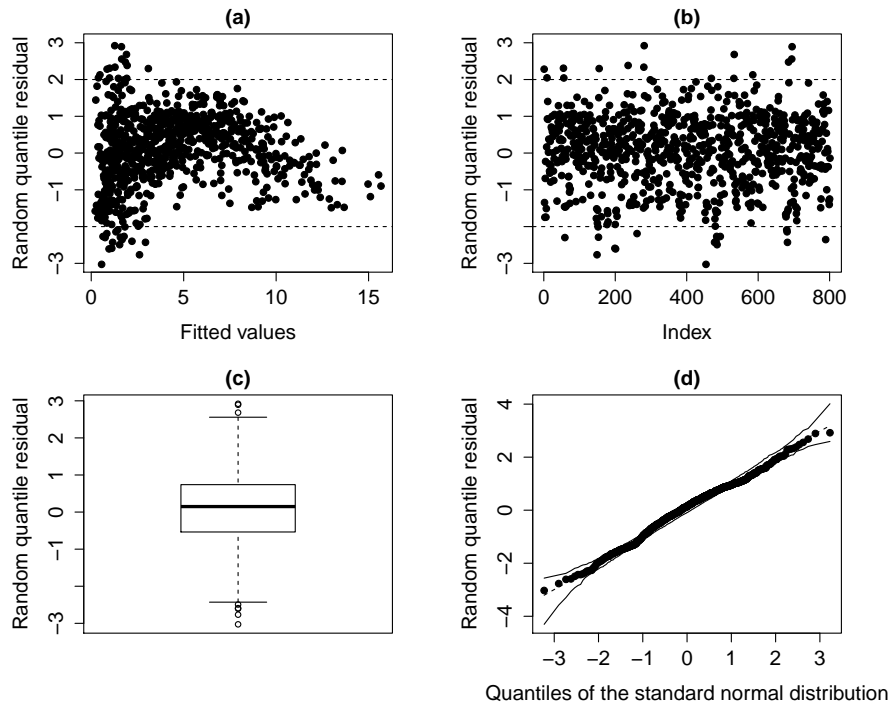 (a)
Random quantile residual
3
2
1
0
−1
−3
0 5 10 15
Fitted values
(b)
Random quantile residual
3
2
1
0
−1
−3
0 200 400 600 800
Index
(c)
Random quantile residual
3
2
1
0
−1
−3
(d)
Random quantile residual
4
2
0
−2
−4
−3 −2 −1 0 1 2 3
Quantiles of the standard normal distribution